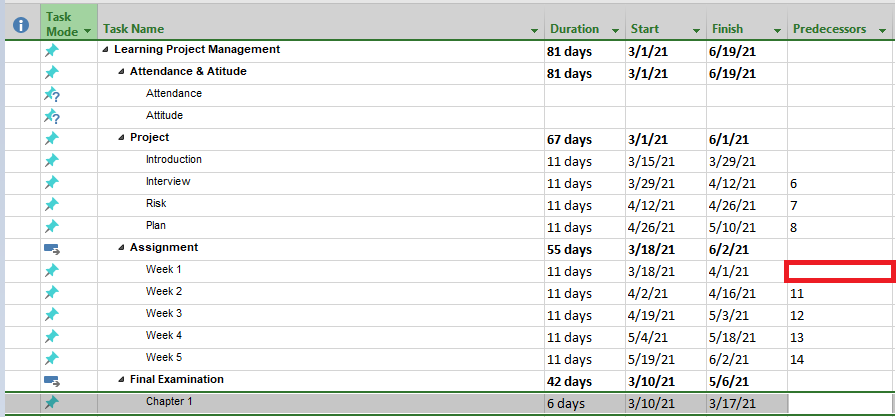 Task Mode Task Name Duration Start Finish Predecessors
Learning Project Management 81 days 3/1/21 6/19/21
Attendance & Atitude 81 days 3/1/21 6/19/21
Attendance
Attitude
Project 67 days 3/1/21 6/1/21
Introduction 11 days 3/15/21 3/29/21
Interview 11 days 3/29/21 4/12/21 6
Risk 11 days 4/12/21 4/26/21 7
Plan 11 days 4/26/21 5/10/21 8
Assignment 55 days 3/18/21 6/2/21
Week 1 11 days 3/18/21 4/1/21
Week 2 11 days 4/2/21 4/16/21 11
Week 3 11 days 4/19/21 5/3/21 12
Week 4 11 days 5/4/21 5/18/21 13
Week 5 11 days 5/19/21 6/2/21 14
Final Examination 42 days 3/10/21 5/6/21
Chapter 1 6 days 3/10/21 3/17/21